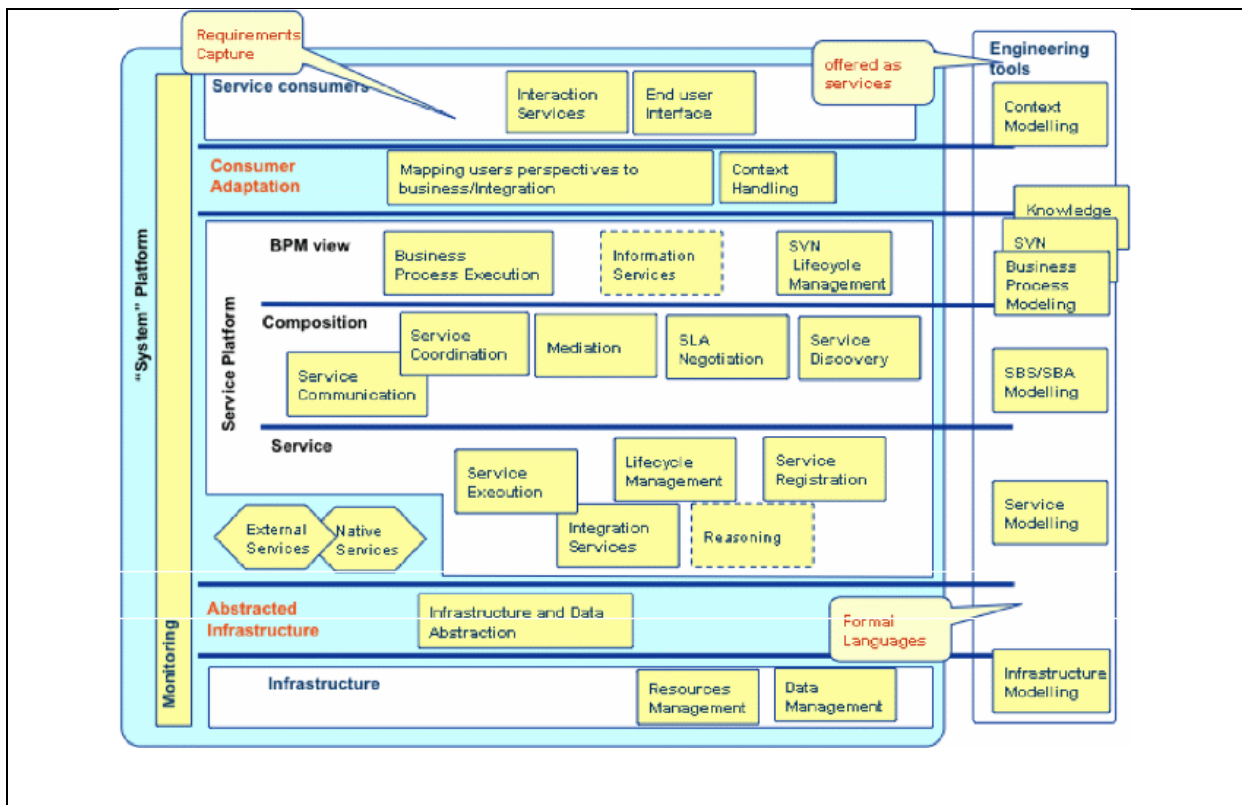 Requirements
Capture
Service consumers
Interaction
Services
End user
Interface
offered as
services
Engineering
tools
Context
Modelling
Consumer
Adaptation
Mapping users perspectives to
business/Integration
Context
Handling
Knowledge
SVN
Business
Process
Modeling
"System" Platform
Monitoring
Service Platform
BPM view
Business
Process Execution
Information
Services
SVN
Lifecycle
Management
Composition
Service
Coordination
Service
Communication
Mediation
SLA
Negotiation
Service
Discovery
SBS/SBA
Modelling
Service
Service
Execution
Lifecycle
Management
Service
Registration
Integration
Services
Reasoning
Service
Modelling
External
Services
Native
Services
Abstracted
Infrastructure
Infrastructure and Data
Abstraction
Formal
Languages
Infrastructure
Resources
Management
Data
Management
Infrastructure
Modelling